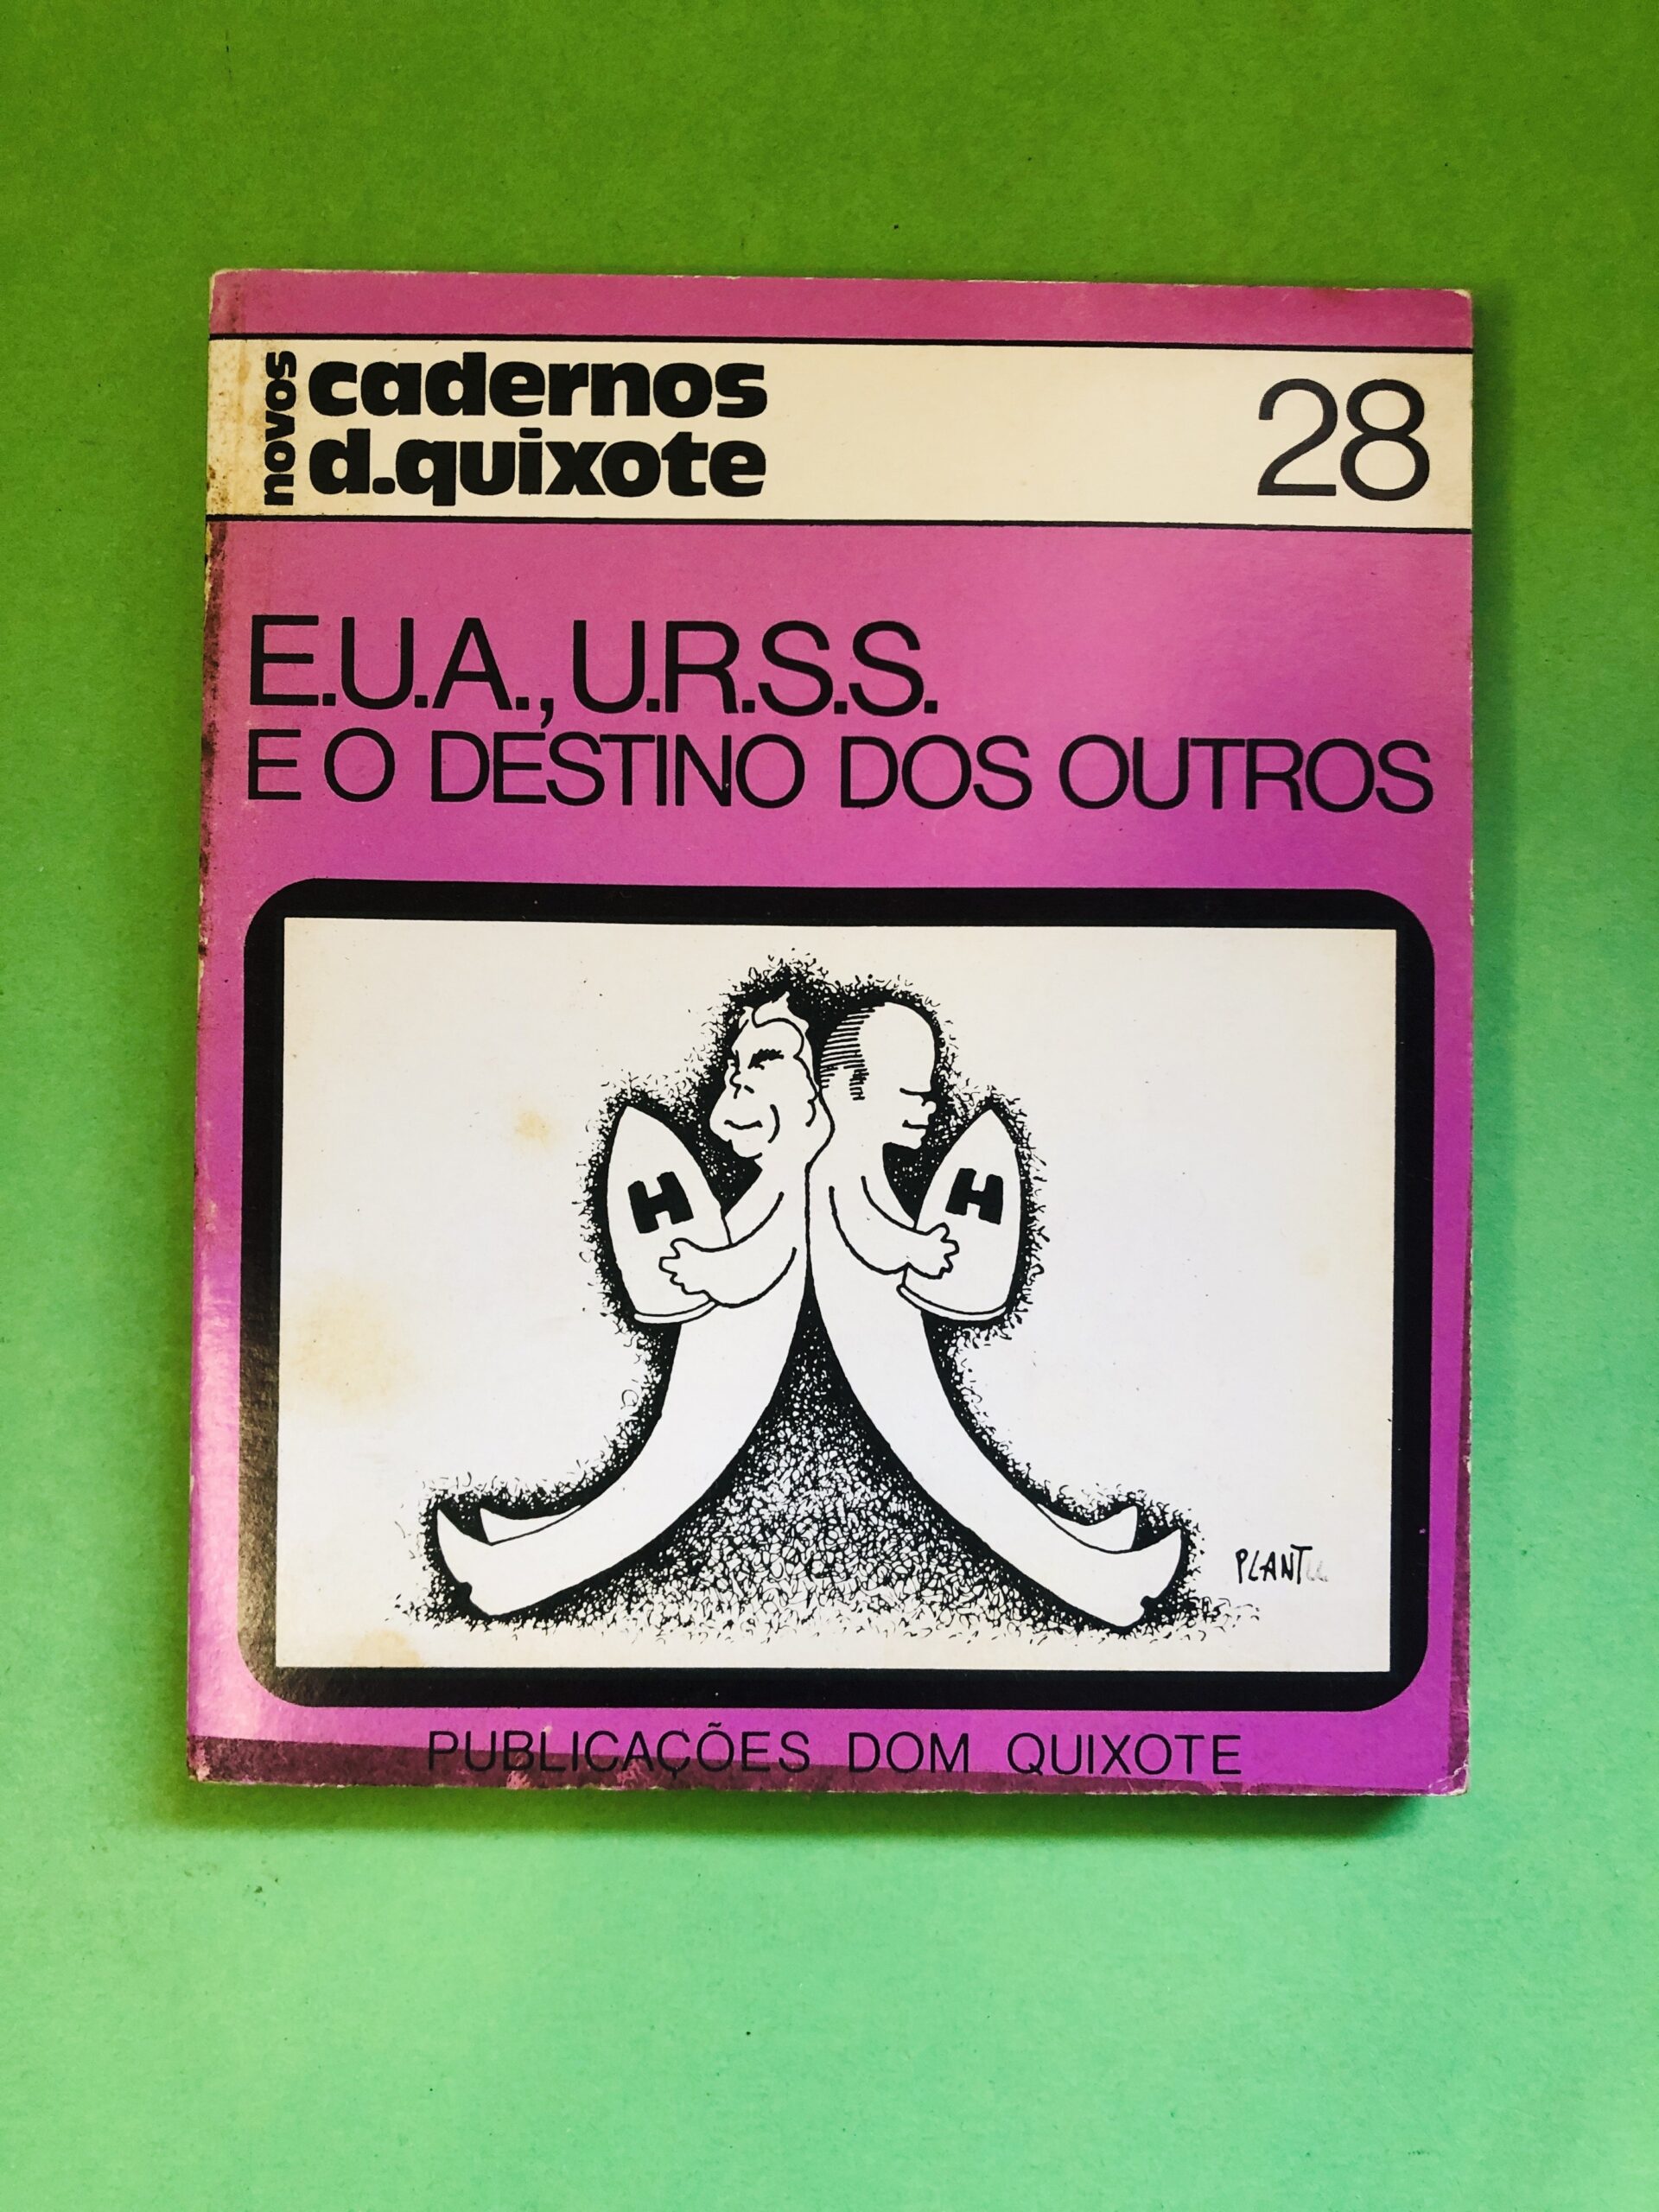 novos
cadernos
d.quixote
28
E.U.A., U.R.S.S.
E O DESTINO DOS OUTROS
H
H
PLANTU
PUBLICAÇÕES DOM QUIXOTE